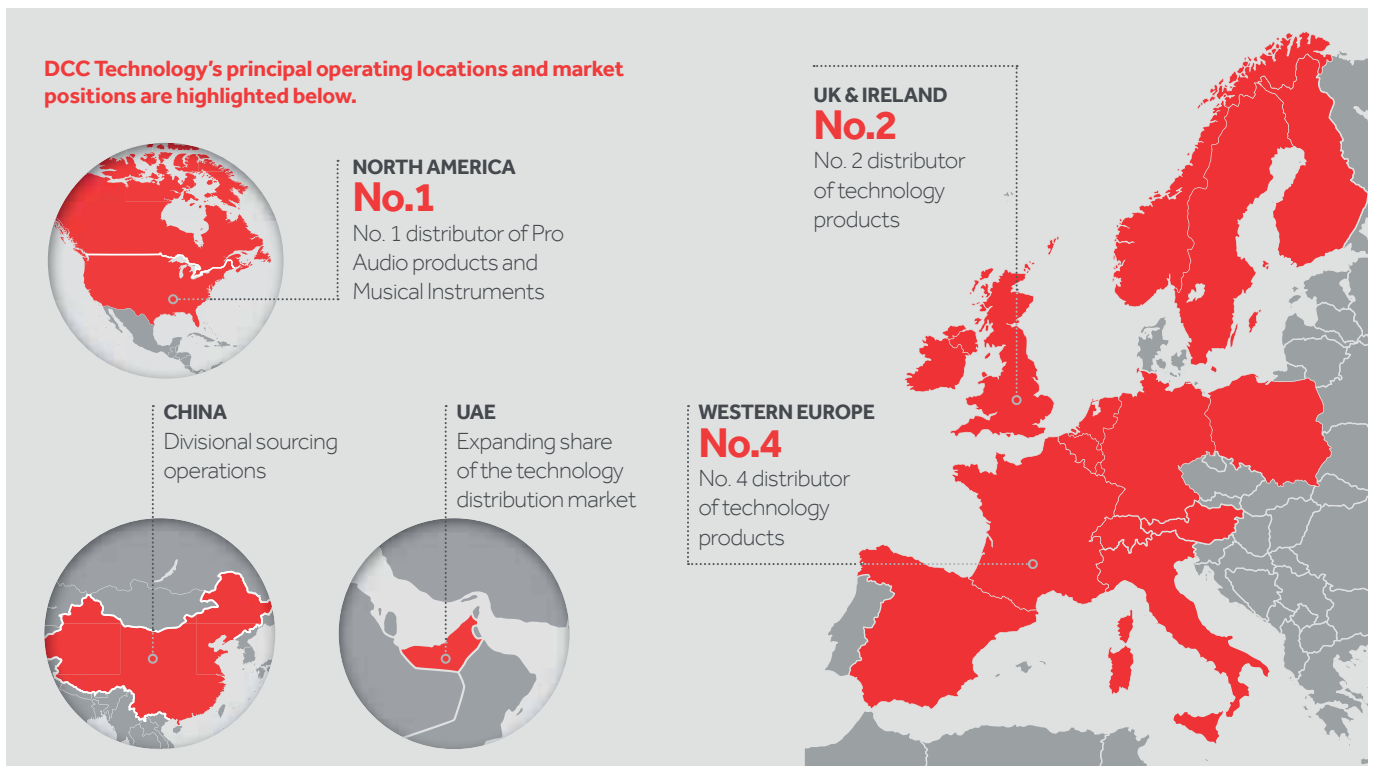 DCC Technology's principal operating locations and market
positions are highlighted below.
NORTH AMERICA
No.1
No. 1 distributor of Pro
Audio products and
Musical Instruments
UK & IRELAND
No.2
No. 2 distributor
of technology
products
CHINA
Divisional sourcing
operations
UAE
Expanding share
of the technology
distribution market
WESTERN EUROPE
No.4
No. 4 distributor
of technology
products